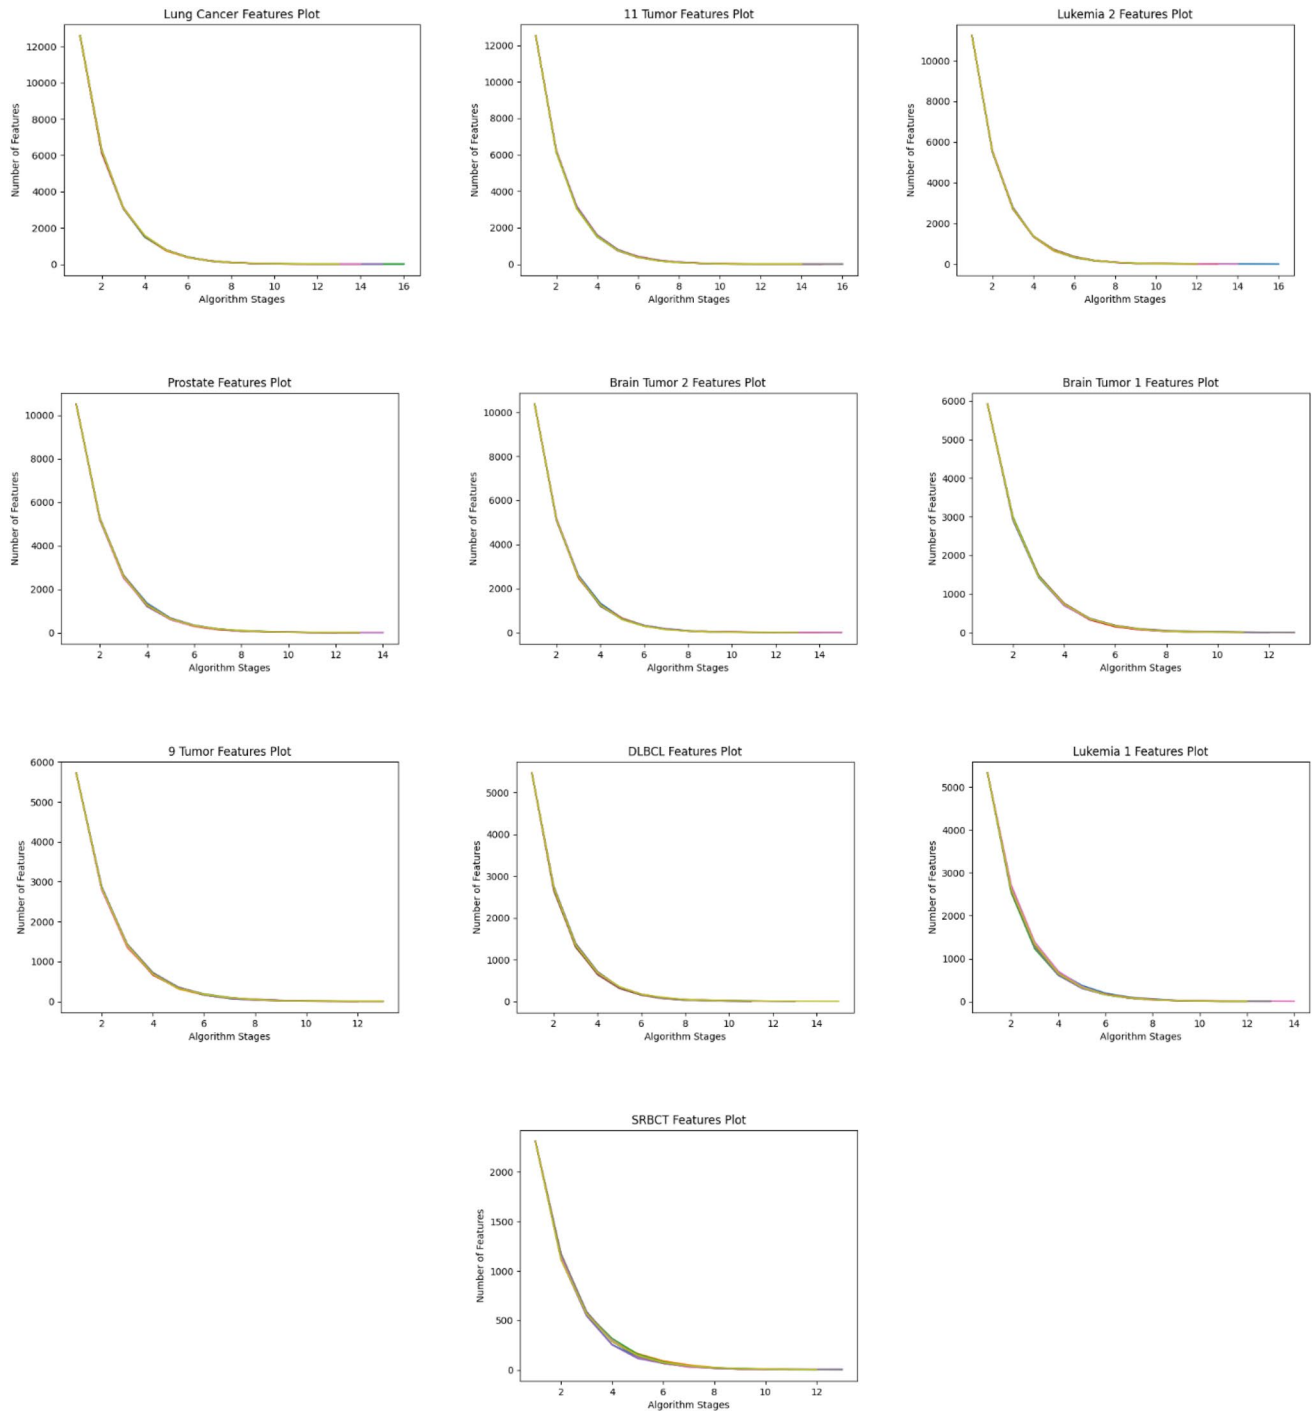 Lung Cancer Features Plot
Number of Features
12000
10000
8000
6000
4000
2000
0
2 4 6 8 10 12 14 16
Algorithm Stages
11 Tumor Features Plot
Number of Features
12000
10000
8000
6000
4000
2000
0
2 4 6 8 10 12 14 16
Algorithm Stages
Lukemia 2 Features Plot
Number of Features
10000
8000
6000
4000
2000
0
2 4 6 8 10 12 14 16
Algorithm Stages
Prostate Features Plot
Number of Features
10000
8000
6000
4000
2000
0
2 4 6 8 10 12 14
Algorithm Stages
Brain Tumor 2 Features Plot
Number of Features
10000
8000
6000
4000
2000
0
2 4 6 8 10 12 14
Algorithm Stages
Brain Tumor 1 Features Plot
Number of Features
6000
5000
4000
3000
2000
1000
0
2 4 6 8 10 12
Algorithm Stages
9 Tumor Features Plot
Number of Features
6000
5000
4000
3000
2000
1000
0
2 4 6 8 10 12
Algorithm Stages
DLBCL Features Plot
Number of Features
5000
4000
3000
2000
1000
0
2 4 6 8 10 12 14
Algorithm Stages
Lukemia 1 Features Plot
Number of Features
5000
4000
3000
2000
1000
0
2 4 6 8 10 12 14
Algorithm Stages
SRBCT Features Plot
Number of Features
2000
1500
1000
500
0
2 4 6 8 10 12
Algorithm Stages